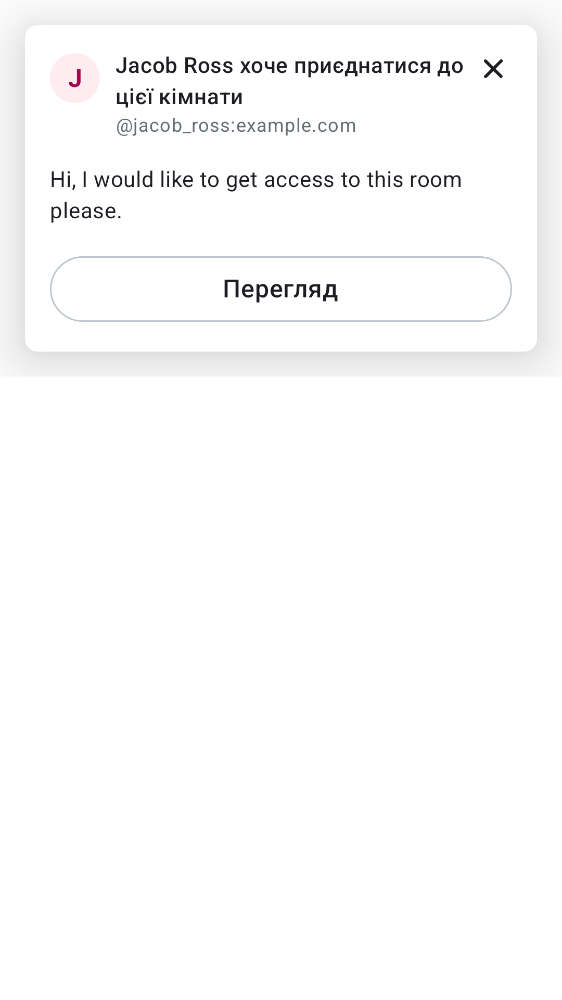 J
Jacob Ross хоче приєднатися до
цієї кімнати
@jacob_ross:example.com
Hi, I would like to get access to this room
please.
Перегляд